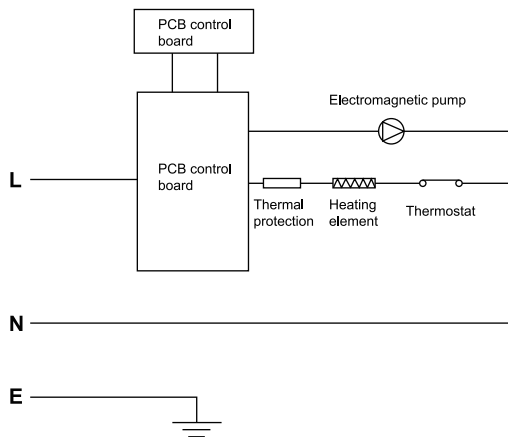 PCB control
board
Electromagnetic pump
L
PCB control
board
Thermal
protection
Heating
element
Thermostat
N
E